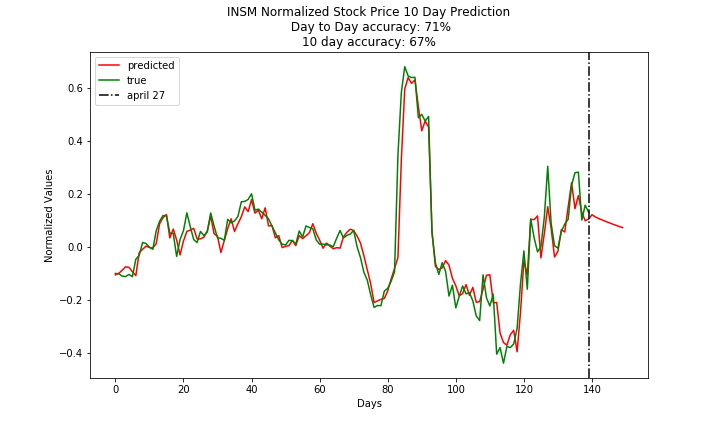 INSM Normalized Stock Price 10 Day Prediction
Day to Day accuracy: 71%
10 day accuracy: 67%
predicted
true
april 27
Normalized Values
0.6
0.4
0.2
0.0
−0.2
−0.4
0
20
40
60
80
100
120
140
Days